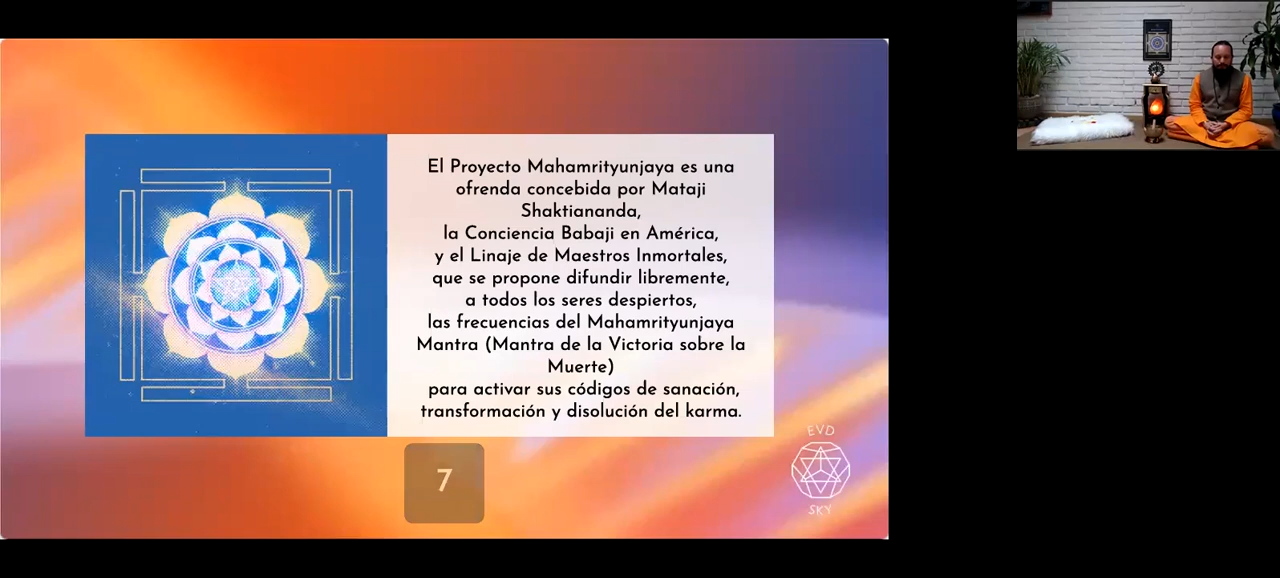 El Proyecto Mahamrityunjaya es una
ofrenda concebida por Mataji
Shaktiananda,
la Conciencia Babaji en América,
y el Linaje de Maestros Inmortales,
que se propone difundir libremente,
a todos los seres despiertos,
las frecuencias del Mahamrityunjaya
Mantra (Mantra de la Victoria sobre la
Muerte)
para activar sus códigos de sanación,
transformación y disolución del karma.
7
EVD
SKY